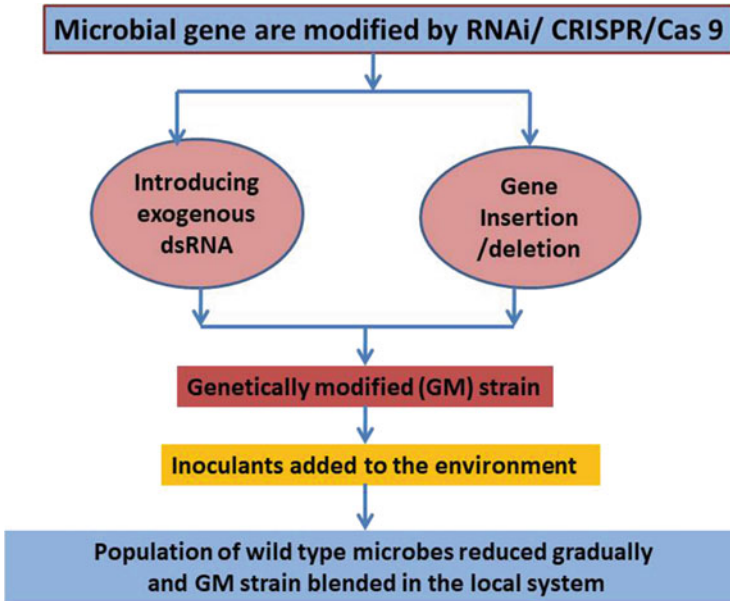 Microbial gene are modified by RNAi/ CRISPR/Cas 9
Introducing
exogenous
dsRNA
Gene
Insertion
/deletion
Genetically modified (GM) strain
Inoculants added to the environment
Population of wild type microbes reduced gradually
and GM strain blended in the local system